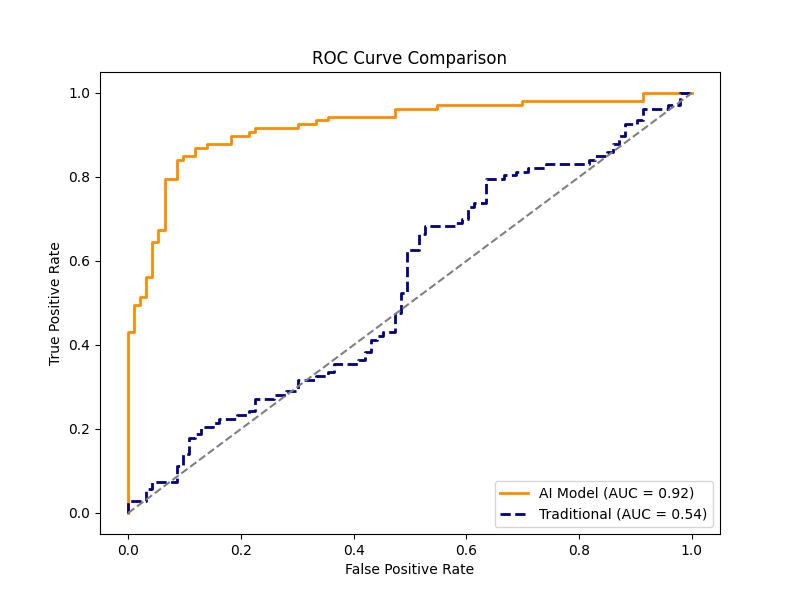 ROC Curve Comparison
True Positive Rate
1.0
0.8
0.6
0.4
0.2
0.0
0.0 0.2 0.4 0.6 0.8 1.0
False Positive Rate
AI Model (AUC = 0.92)
Traditional (AUC = 0.54)